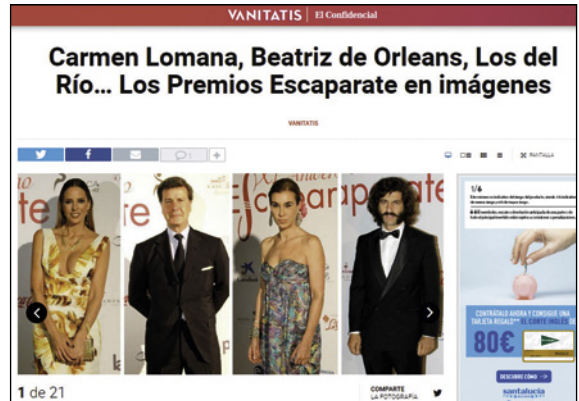 VANITATIS | El Confidencial
Carmen Lomana, Beatriz de Orleans, Los del
Río... Los Premios Escaparate en imágenes
VANITATIS
PANTALLA
1/6
CONTRÁTALO AHORA Y CONSIGUE UNA
TARJETA REGALO** EL CORTE INGLÉS DE
80€
DESCUBRE CÓMO →
santalucía
1 de 21
COMPARTE
LA FOTOGRAFÍA